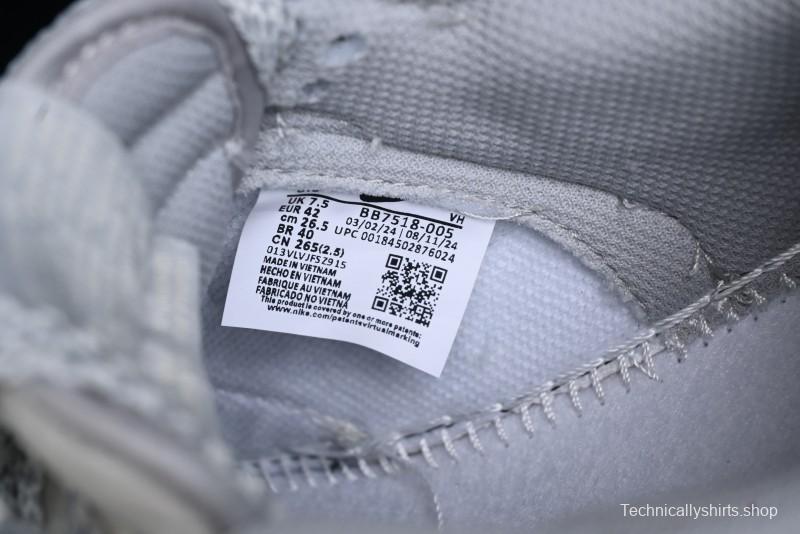 UK 7.5
EUR 42
cm 26.5
BR 40
CN 265(2.5)
013VLVJFSZ915
MADE IN VIETNAM
HECHO EN VIETNAM
FABRIQUE AU VIETNAM
FABRICADO NO VIETNA
This product is covered by one or more patents:
www.nike.com/patentevirtualmarking
VH
BB7518-005
03/02/24 | 08/11/24
UPC 00184502876024
Technicallyshirts.shop